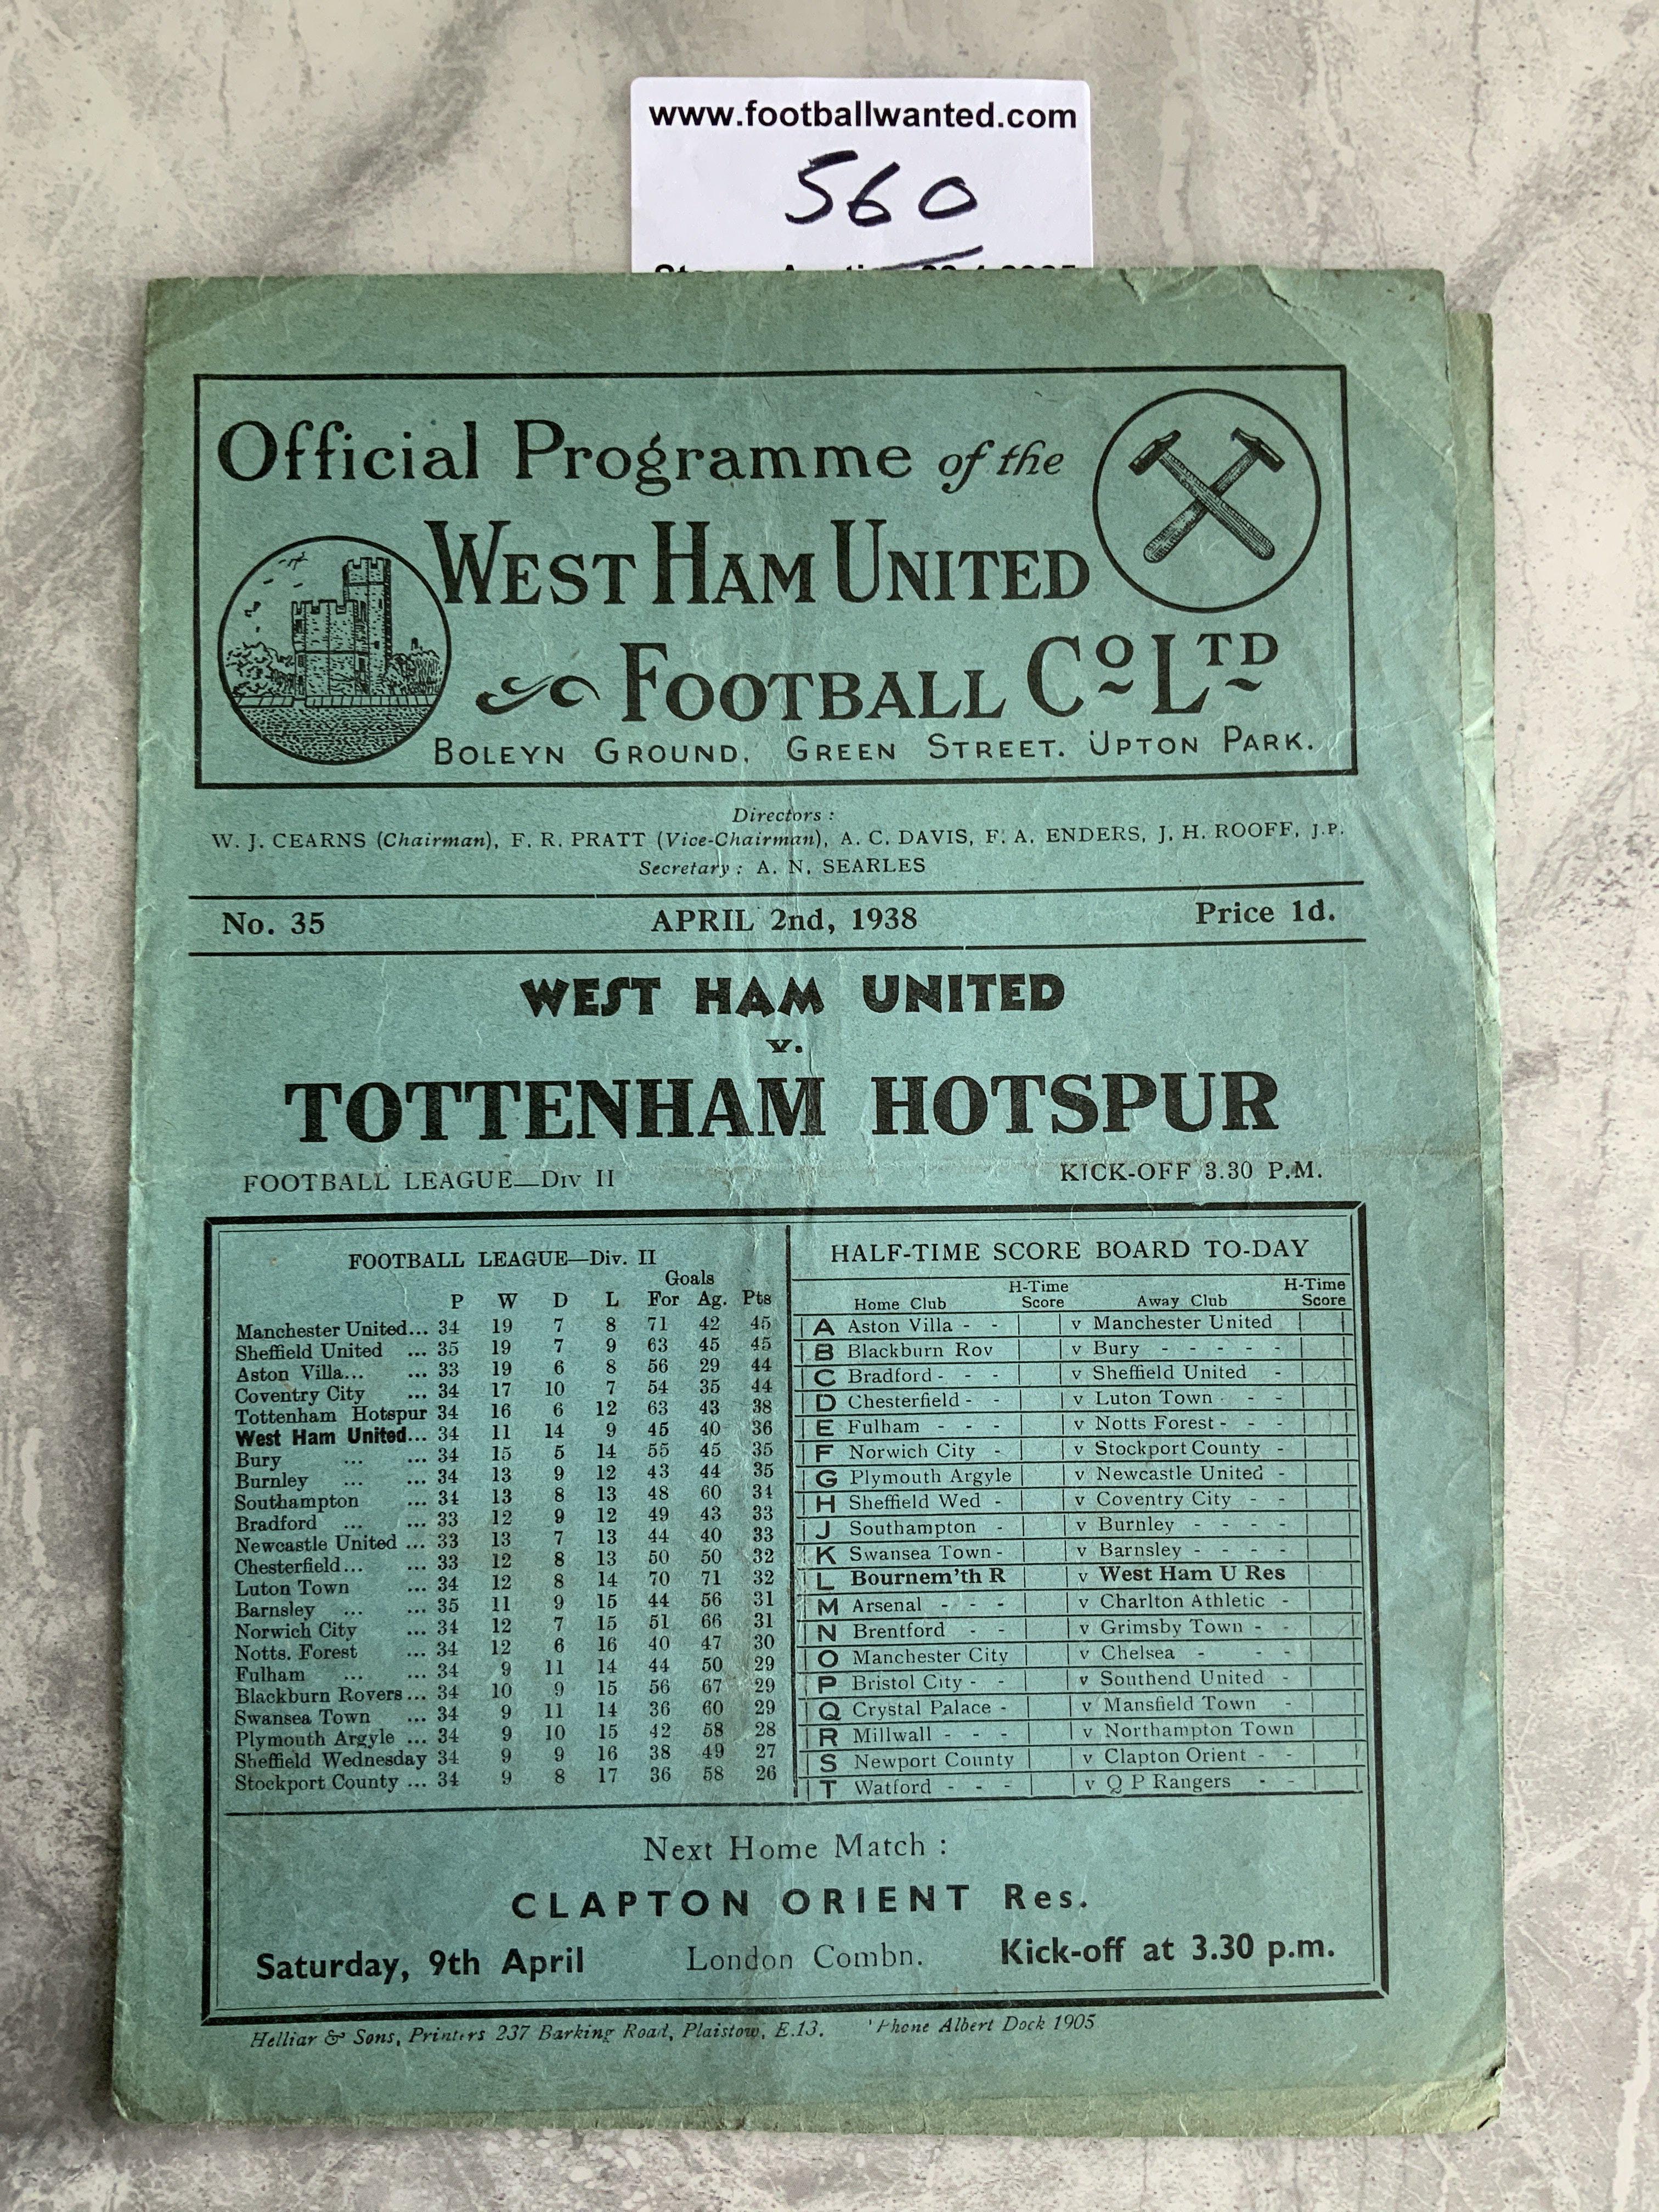 www.footballwanted.com
560
Official Programme of the
WEST HAM UNITED
FOOTBALL Co LTD
BOLEYN GROUND, GREEN STREET. UPTON PARK.
Directors :
W. J. CEARNS (Chairman), F. R. PRATT (Vice-Chairman), A. C. DAVIS, F. A. ENDERS, J. H. ROOFF, J.P.
Secretary : A. N. SEARLES
No. 35 APRIL 2nd, 1938 Price 1d.
WEST HAM UNITED
v.
TOTTENHAM HOTSPUR
FOOTBALL LEAGUE—Div II KICK-OFF 3.30 P.M.
FOOTBALL LEAGUE—Div. II
Goals
P W D L For Ag. Pts
Manchester United... 34 19 7 8 71 42 45
Sheffield United ... 35 19 7 9 63 45 45
Aston Villa... ... 33 19 6 8 56 29 44
Coventry City ... 34 17 10 7 54 35 44
Tottenham Hotspur 34 16 6 12 63 43 38
West Ham United... 34 11 14 9 45 40 36
Bury ... ... 34 15 5 14 55 45 35
Burnley ... ... 34 13 9 12 43 44 35
Southampton ... 34 13 8 13 48 60 34
Bradford ... ... 33 12 9 12 49 43 33
Newcastle United ... 33 13 7 13 44 40 33
Chesterfield... ... 33 12 8 13 50 50 32
Luton Town ... 34 12 8 14 70 71 32
Barnsley ... ... 35 11 9 15 44 56 31
Norwich City ... 34 12 7 15 51 66 31
Notts. Forest ... 34 12 6 16 40 47 30
Fulham ... ... 34 9 11 14 44 50 29
Blackburn Rovers... 34 10 9 15 56 67 29
Swansea Town ... 34 9 11 14 36 60 29
Plymouth Argyle ... 34 9 10 15 42 58 28
Sheffield Wednesday 34 9 9 16 38 49 27
Stockport County ... 34 9 8 17 36 58 26
HALF-TIME SCORE BOARD TO-DAY
Home Club H-Time Score Away Club H-Time Score
A Aston Villa - - v Manchester United
B Blackburn Rov v Bury - - - - -
C Bradford - - - v Sheffield United -
D Chesterfield - - v Luton Town - - -
E Fulham - - - v Notts Forest - - -
F Norwich City - v Stockport County -
G Plymouth Argyle v Newcastle United -
H Sheffield Wed - v Coventry City - -
J Southampton - v Burnley - - - -
K Swansea Town - v Barnsley - - - -
L Bournem'th R v West Ham U Res
M Arsenal - - - v Charlton Athletic -
N Brentford - - v Grimsby Town - -
O Manchester City v Chelsea - - -
P Bristol City - - v Southend United -
Q Crystal Palace - v Mansfield Town -
R Millwall - - - v Northampton Town
S Newport County v Clapton Orient - -
T Watford - - - v Q P Rangers - -
Next Home Match :
CLAPTON ORIENT Res.
Saturday, 9th April London Combn. Kick-off at 3.30 p.m.
Helliar & Sons, Printers 237 Barking Road, Plaistow, E.13. 'Phone Albert Dock 1905